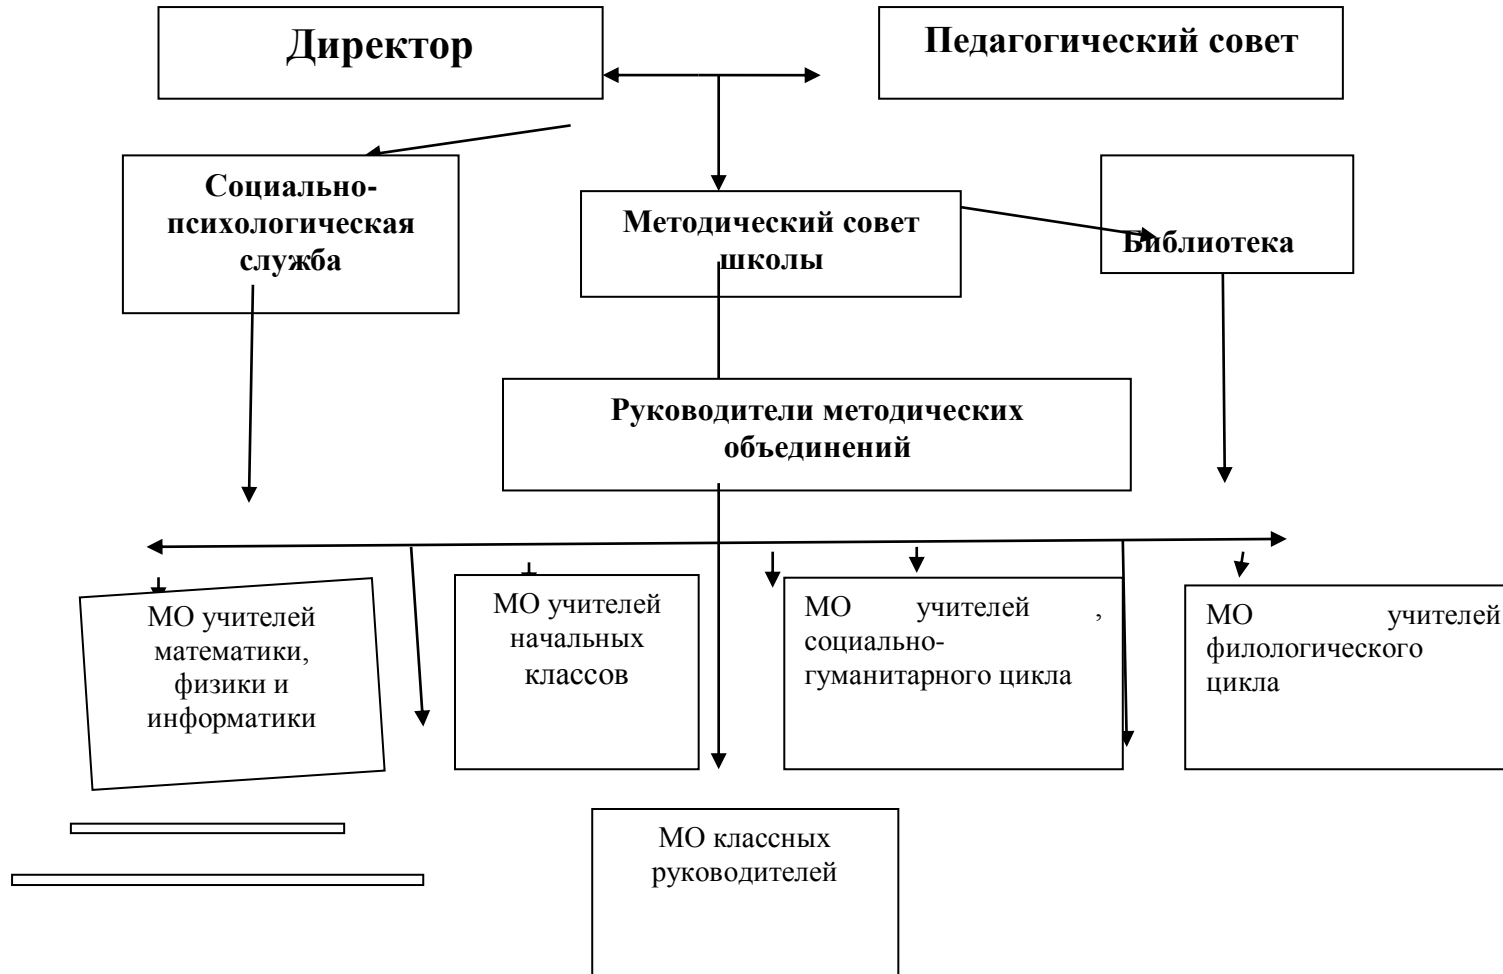 Директор
Педагогический совет
Социально-
психологическая
служба
Методический совет
школы
Библиотека
Руководители методических
объединений
МО учителей
математики,
физики и
информатики
МО учителей
начальных
классов
МО учителей ,
социально-
гуманитарного цикла
МО учителей
филологического
цикла
МО классных
руководителей